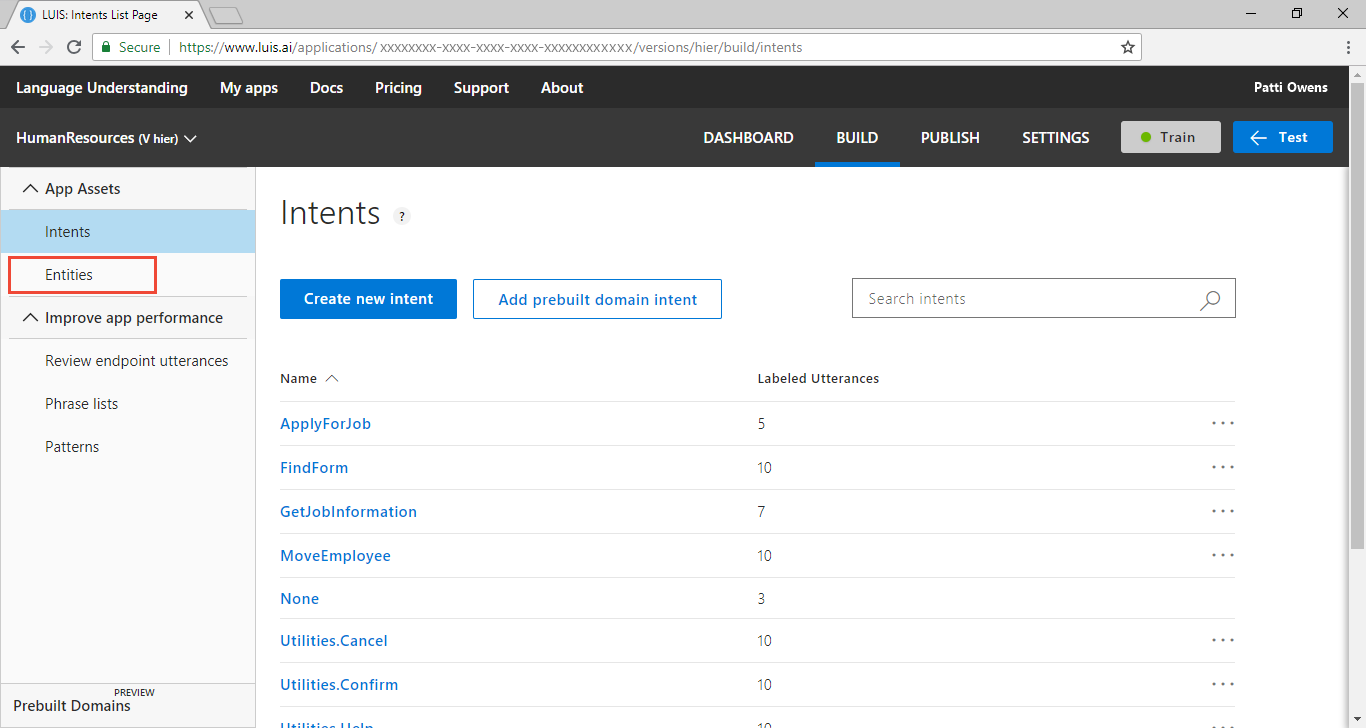 LUIS: Intents List Page
Secure https://www.luis.ai/applications/ xxxxxxxx-xxxx-xxxx-xxxx-xxxxxxxxxxxx/versions/hier/build/intents
Language Understanding My apps Docs Pricing Support About Patti Owens
HumanResources (V hier) DASHBOARD BUILD PUBLISH SETTINGS Train Test
App Assets
Intents
Entities
Improve app performance
Review endpoint utterances
Phrase lists
Patterns
PREVIEW
Prebuilt Domains
Intents ?
Create new intent Add prebuilt domain intent Search intents
Name Labeled Utterances
ApplyForJob 5
FindForm 10
GetJobInformation 7
MoveEmployee 10
None 3
Utilities.Cancel 10
Utilities.Confirm 10
Utilities.Help 10